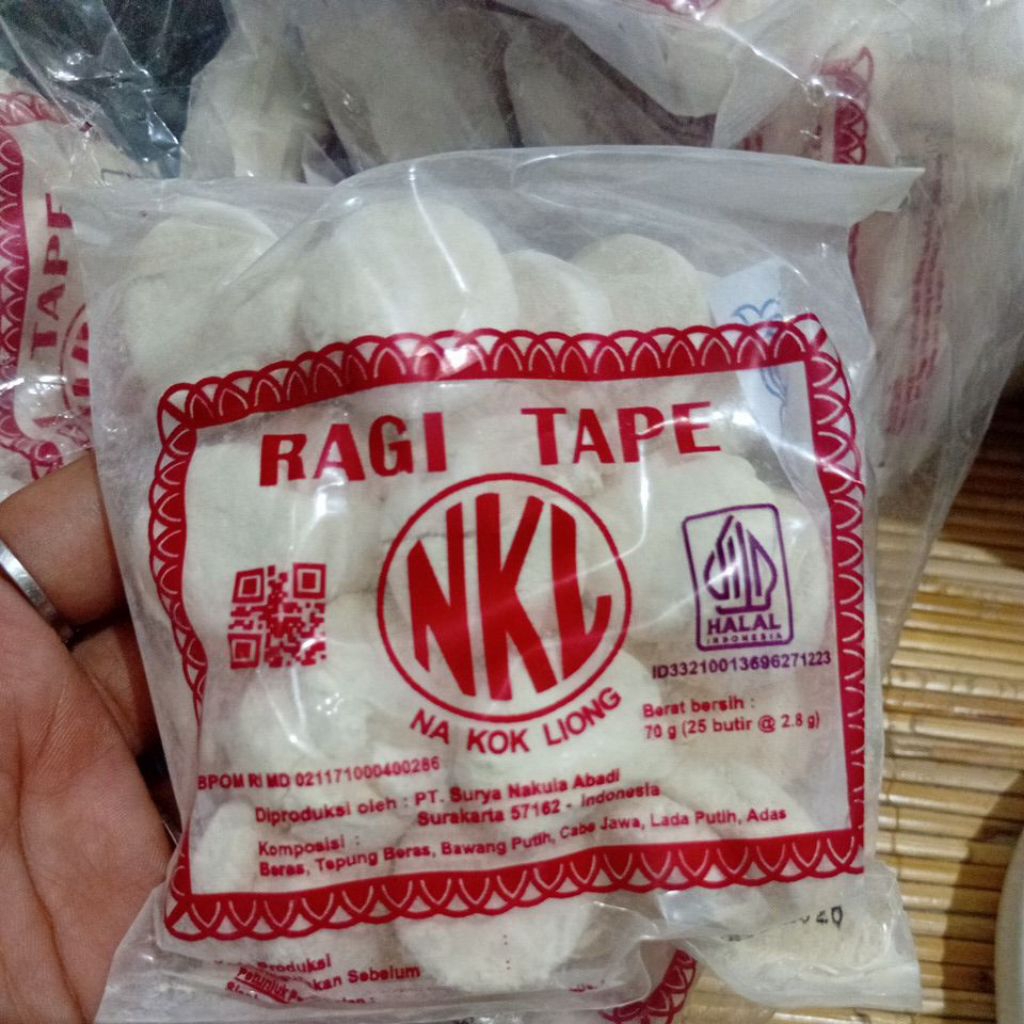 RAGI TAPE
NKL
NA KOK LIONG
HALAL
INDONESIA
ID33210013696271223
Berat bersih :
70 g (25 butir @ 2.8 g)
BPOM RI MD 021171000400286
Diproduksi oleh : PT. Surya Nakula Abadi
Surakarta 57162 - Indonesia
Komposisi :
Beras, Tepung Beras, Bawang Putih, Cabe Jawa, Lada Putih, Adas
Produksi
Sebelum
TAPE